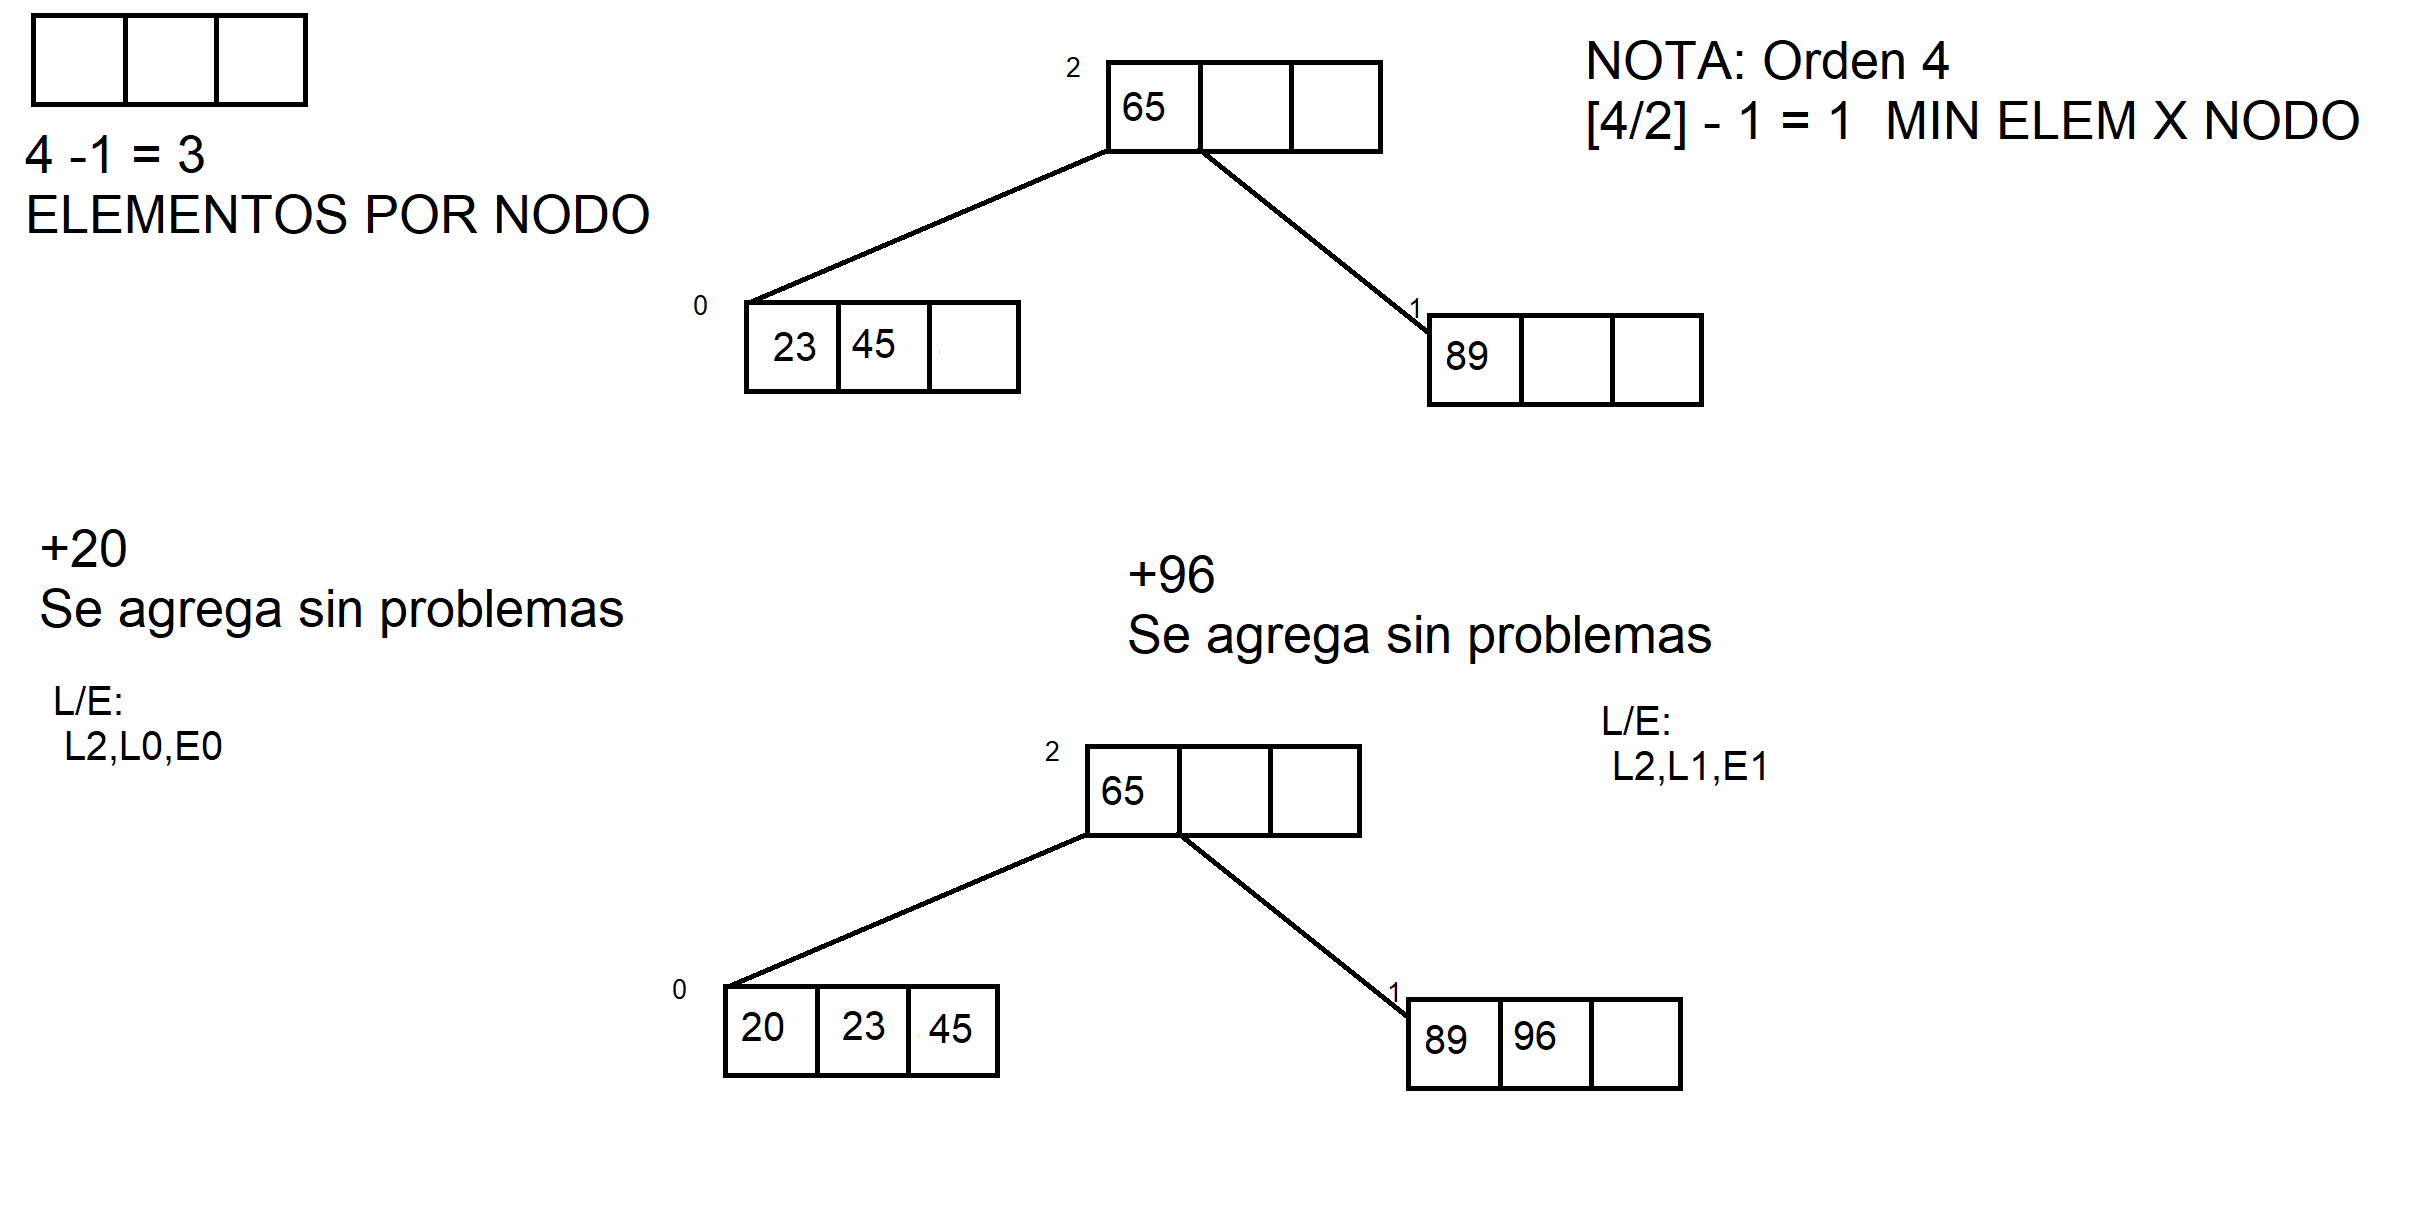 4 -1 = 3
ELEMENTOS POR NODO
2
65
NOTA: Orden 4
[4/2] - 1 = 1  MIN ELEM X NODO
0
23 45
1
89
+20
Se agrega sin problemas
L/E:
L2,L0,E0
+96
Se agrega sin problemas
L/E:
L2,L1,E1
2
65
0
20 23 45
1
89 96